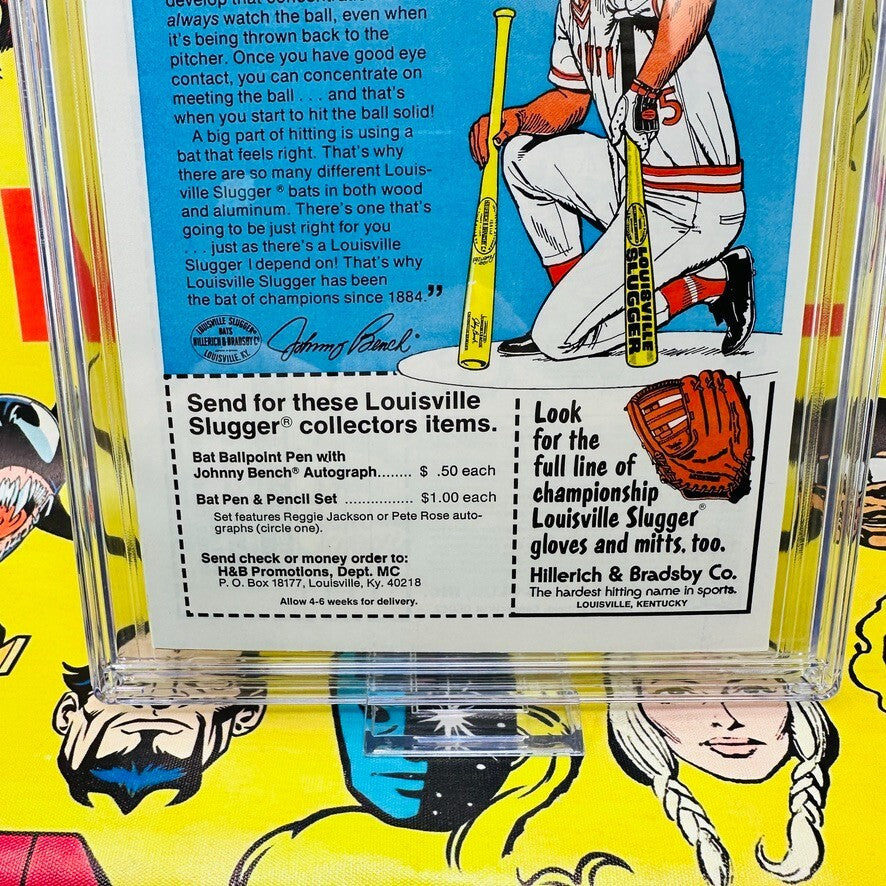 develop that concentrat
always watch the ball, even when
it's being thrown back to the
pitcher. Once you have good eye
contact, you can concentrate on
meeting the ball . . . and that's
when you start to hit the ball solid!
A big part of hitting is using a
bat that feels right. That's why
there are so many different Louis-
ville Slugger® bats in both wood
and aluminum. There's one that's
going to be just right for you
. . . just as there's a Louisville
Slugger I depend on! That's why
Louisville Slugger has been
the bat of champions since 1884.”
LOUISVILLE SLUGGER®
BATS
HILLERICH & BRADSBY Co
LOUISVILLE, KY.
Johnny Bench
5
LOUISVILLE
SLUGGER
Send for these Louisville
Slugger® collectors items.
Bat Ballpoint Pen with
Johnny Bench® Autograph........ $ .50 each
Bat Pen & Pencil Set ................ $1.00 each
Set features Reggie Jackson or Pete Rose auto-
graphs (circle one).
Send check or money order to:
H&B Promotions, Dept. MC
P. O. Box 18177, Louisville, Ky. 40218
Allow 4-6 weeks for delivery.
Look
for the
full line of
championship
Louisville Slugger®
gloves and mitts, too.
Hillerich & Bradsby Co.
The hardest hitting name in sports.
LOUISVILLE, KENTUCKY